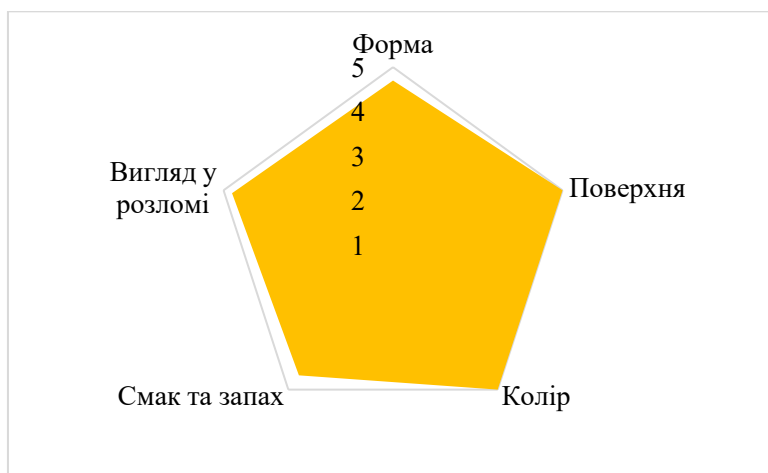 Форма
5
4
3
2
1
Вигляд у
розломі
Поверхня
Смак та запах
Колір